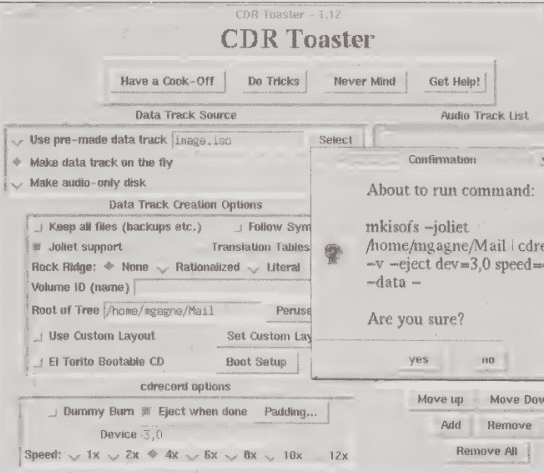 CDR Toaster - 1.12
CDR Toaster
Have a Cook-Off Do Tricks Never Mind Get Help!
Data Track Source Audio Track List
Use pre-made data track image.iso Select
Make data track on the fly
Make audio-only disk
Data Track Creation Options
Keep all files (backups etc.) Follow Sym
Joliet support Translation Tables
Rock Ridge: None Rationalized Literal
Volume ID (name)
Root of Tree /home/mgagne/Mail Peruse
Use Custom Layout Set Custom Lay
El Torito Bootable CD Boot Setup
cdrecord options
Dummy Burn Eject when done Padding...
Device 3,0
Speed: 1x 2x 4x 6x 8x 10x 12x
Confirmation
About to run command:
mkisofs -joliet
/home/mgagne/Mail | cdre
-v -eject dev=3,0 speed=
-data -
Are you sure?
yes no
Move up Move Dow
Add Remove
Remove All